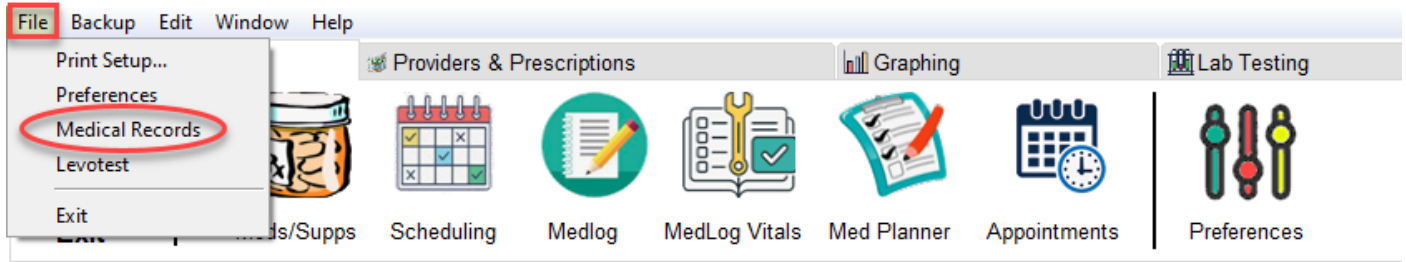 File Backup Edit Window Help
Print Setup...
Preferences
Medical Records
Levotest
Exit
Providers & Prescriptions
Graphing
Lab Testing
Exit
Meds/Supps
Scheduling
Medlog
MedLog Vitals
Med Planner
Appointments
Preferences